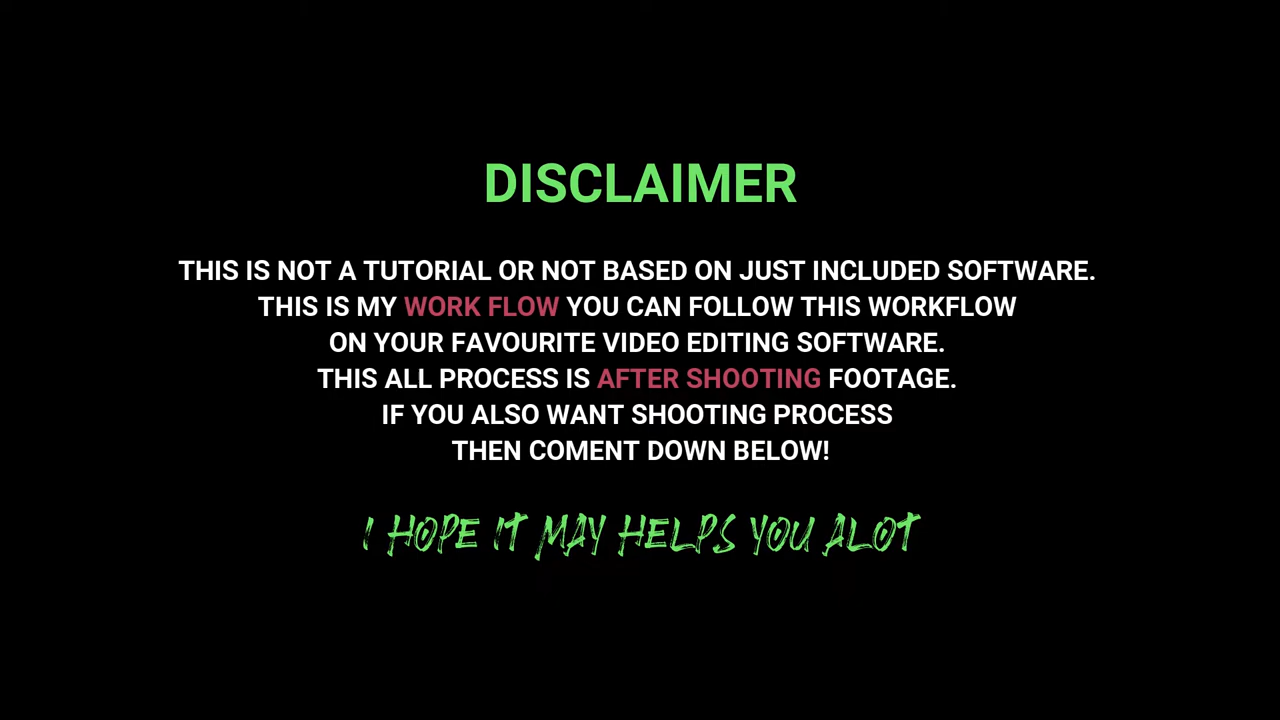 DISCLAIMER
THIS IS NOT A TUTORIAL OR NOT BASED ON JUST INCLUDED SOFTWARE.
THIS IS MY WORK FLOW YOU CAN FOLLOW THIS WORKFLOW
ON YOUR FAVOURITE VIDEO EDITING SOFTWARE.
THIS ALL PROCESS IS AFTER SHOOTING FOOTAGE.
IF YOU ALSO WANT SHOOTING PROCESS
THEN COMENT DOWN BELOW!
I HOPE IT MAY HELPS YOU ALOT